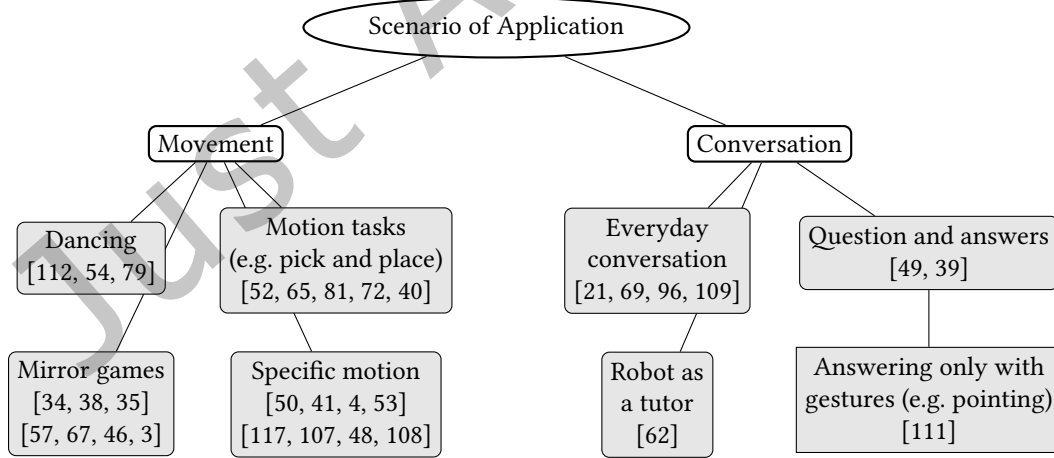 Scenario of Application
Movement
Conversation
Dancing
[112, 54, 79]
Motion tasks
(e.g. pick and place)
[52, 65, 81, 72, 40]
Everyday
conversation
[21, 69, 96, 109]
Question and answers
[49, 39]
Mirror games
[34, 38, 35]
[57, 67, 46, 3]
Specific motion
[50, 41, 4, 53]
[117, 107, 48, 108]
Robot as
a tutor
[62]
Answering only with
gestures (e.g. pointing)
[111]
Just A